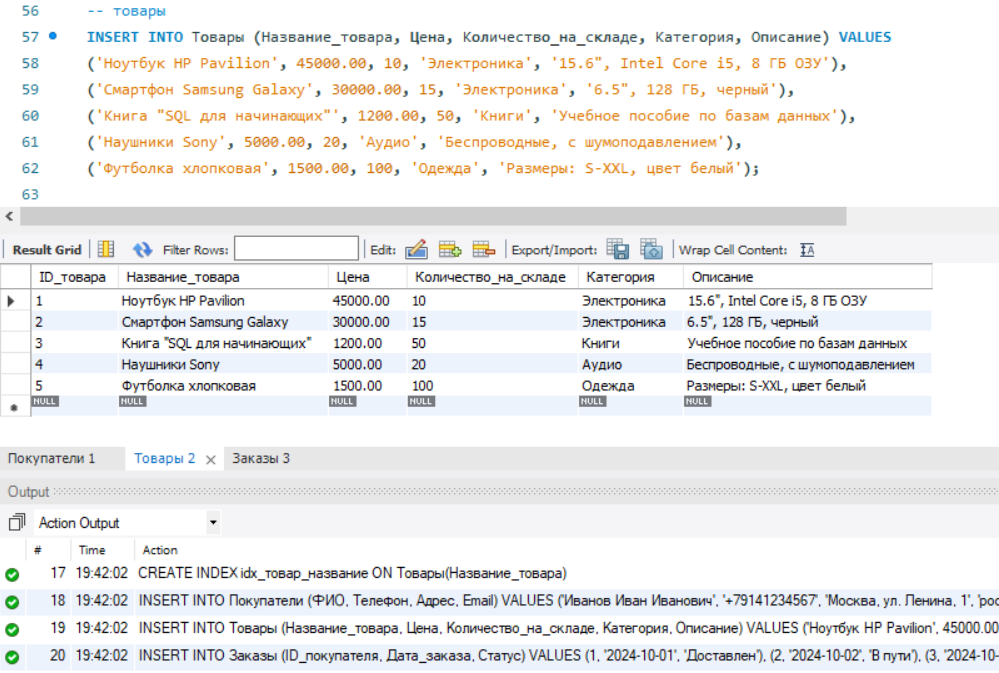 56 -- товары
57 INSERT INTO Товары (Название_товара, Цена, Количество_на_складе, Категория, Описание) VALUES
58 ('Ноутбук HP Pavilion', 45000.00, 10, 'Электроника', '15.6", Intel Core i5, 8 ГБ ОЗУ'),
59 ('Смартфон Samsung Galaxy', 30000.00, 15, 'Электроника', '6.5", 128 ГБ, черный'),
60 ('Книга "SQL для начинающих"', 1200.00, 50, 'Книги', 'Учебное пособие по базам данных'),
61 ('Наушники Sony', 5000.00, 20, 'Аудио', 'Беспроводные, с шумоподавлением'),
62 ('Футболка хлопковая', 1500.00, 100, 'Одежда', 'Размеры: S-XXL, цвет белый');
63
Result Grid Filter Rows: Edit: Export/Import: Wrap Cell Content:
ID_товара Название_товара Цена Количество_на_складе Категория Описание
1 Ноутбук HP Pavilion 45000.00 10 Электроника 15.6", Intel Core i5, 8 ГБ ОЗУ
2 Смартфон Samsung Galaxy 30000.00 15 Электроника 6.5", 128 ГБ, черный
3 Книга "SQL для начинающих" 1200.00 50 Книги Учебное пособие по базам данных
4 Наушники Sony 5000.00 20 Аудио Беспроводные, с шумоподавлением
5 Футболка хлопковая 1500.00 100 Одежда Размеры: S-XXL, цвет белый
NULL NULL NULL NULL NULL NULL
Покупатели 1 Товары 2 Заказы 3
Output
Action Output
# Time Action
17 19:42:02 CREATE INDEX idx_товар_название ON Товары(Название_товара)
18 19:42:02 INSERT INTO Покупатели (ФИО, Телефон, Адрес, Email) VALUES ('Иванов Иван Иванович', '+79141234567', 'Москва, ул. Ленина, 1', 'рос
19 19:42:02 INSERT INTO Товары (Название_товара, Цена, Количество_на_складе, Категория, Описание) VALUES ('Ноутбук HP Pavilion', 45000.00
20 19:42:02 INSERT INTO Заказы (ID_покупателя, Дата_заказа, Статус) VALUES (1, '2024-10-01', 'Доставлен'), (2, '2024-10-02', 'В пути'), (3, '2024-10-